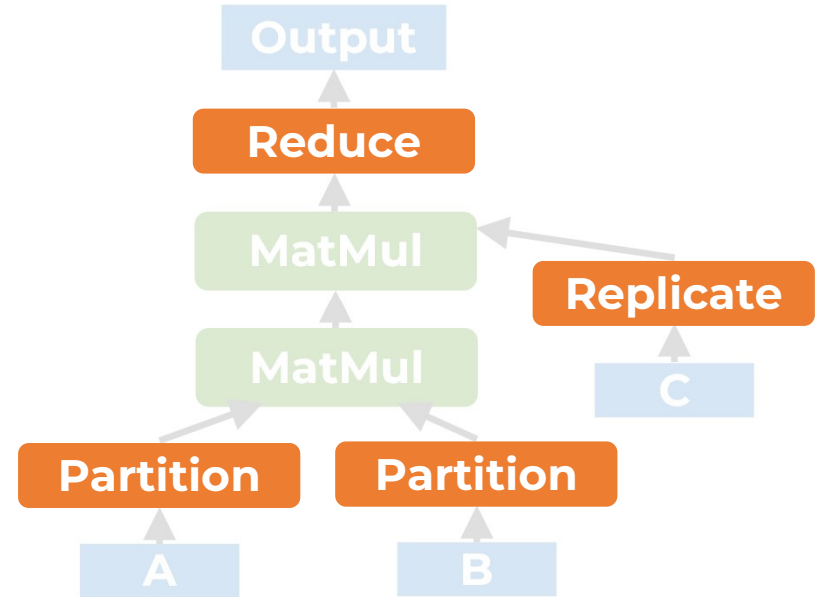 Output
Reduce
MatMul
Replicate
MatMul
C
Partition
Partition
A
B